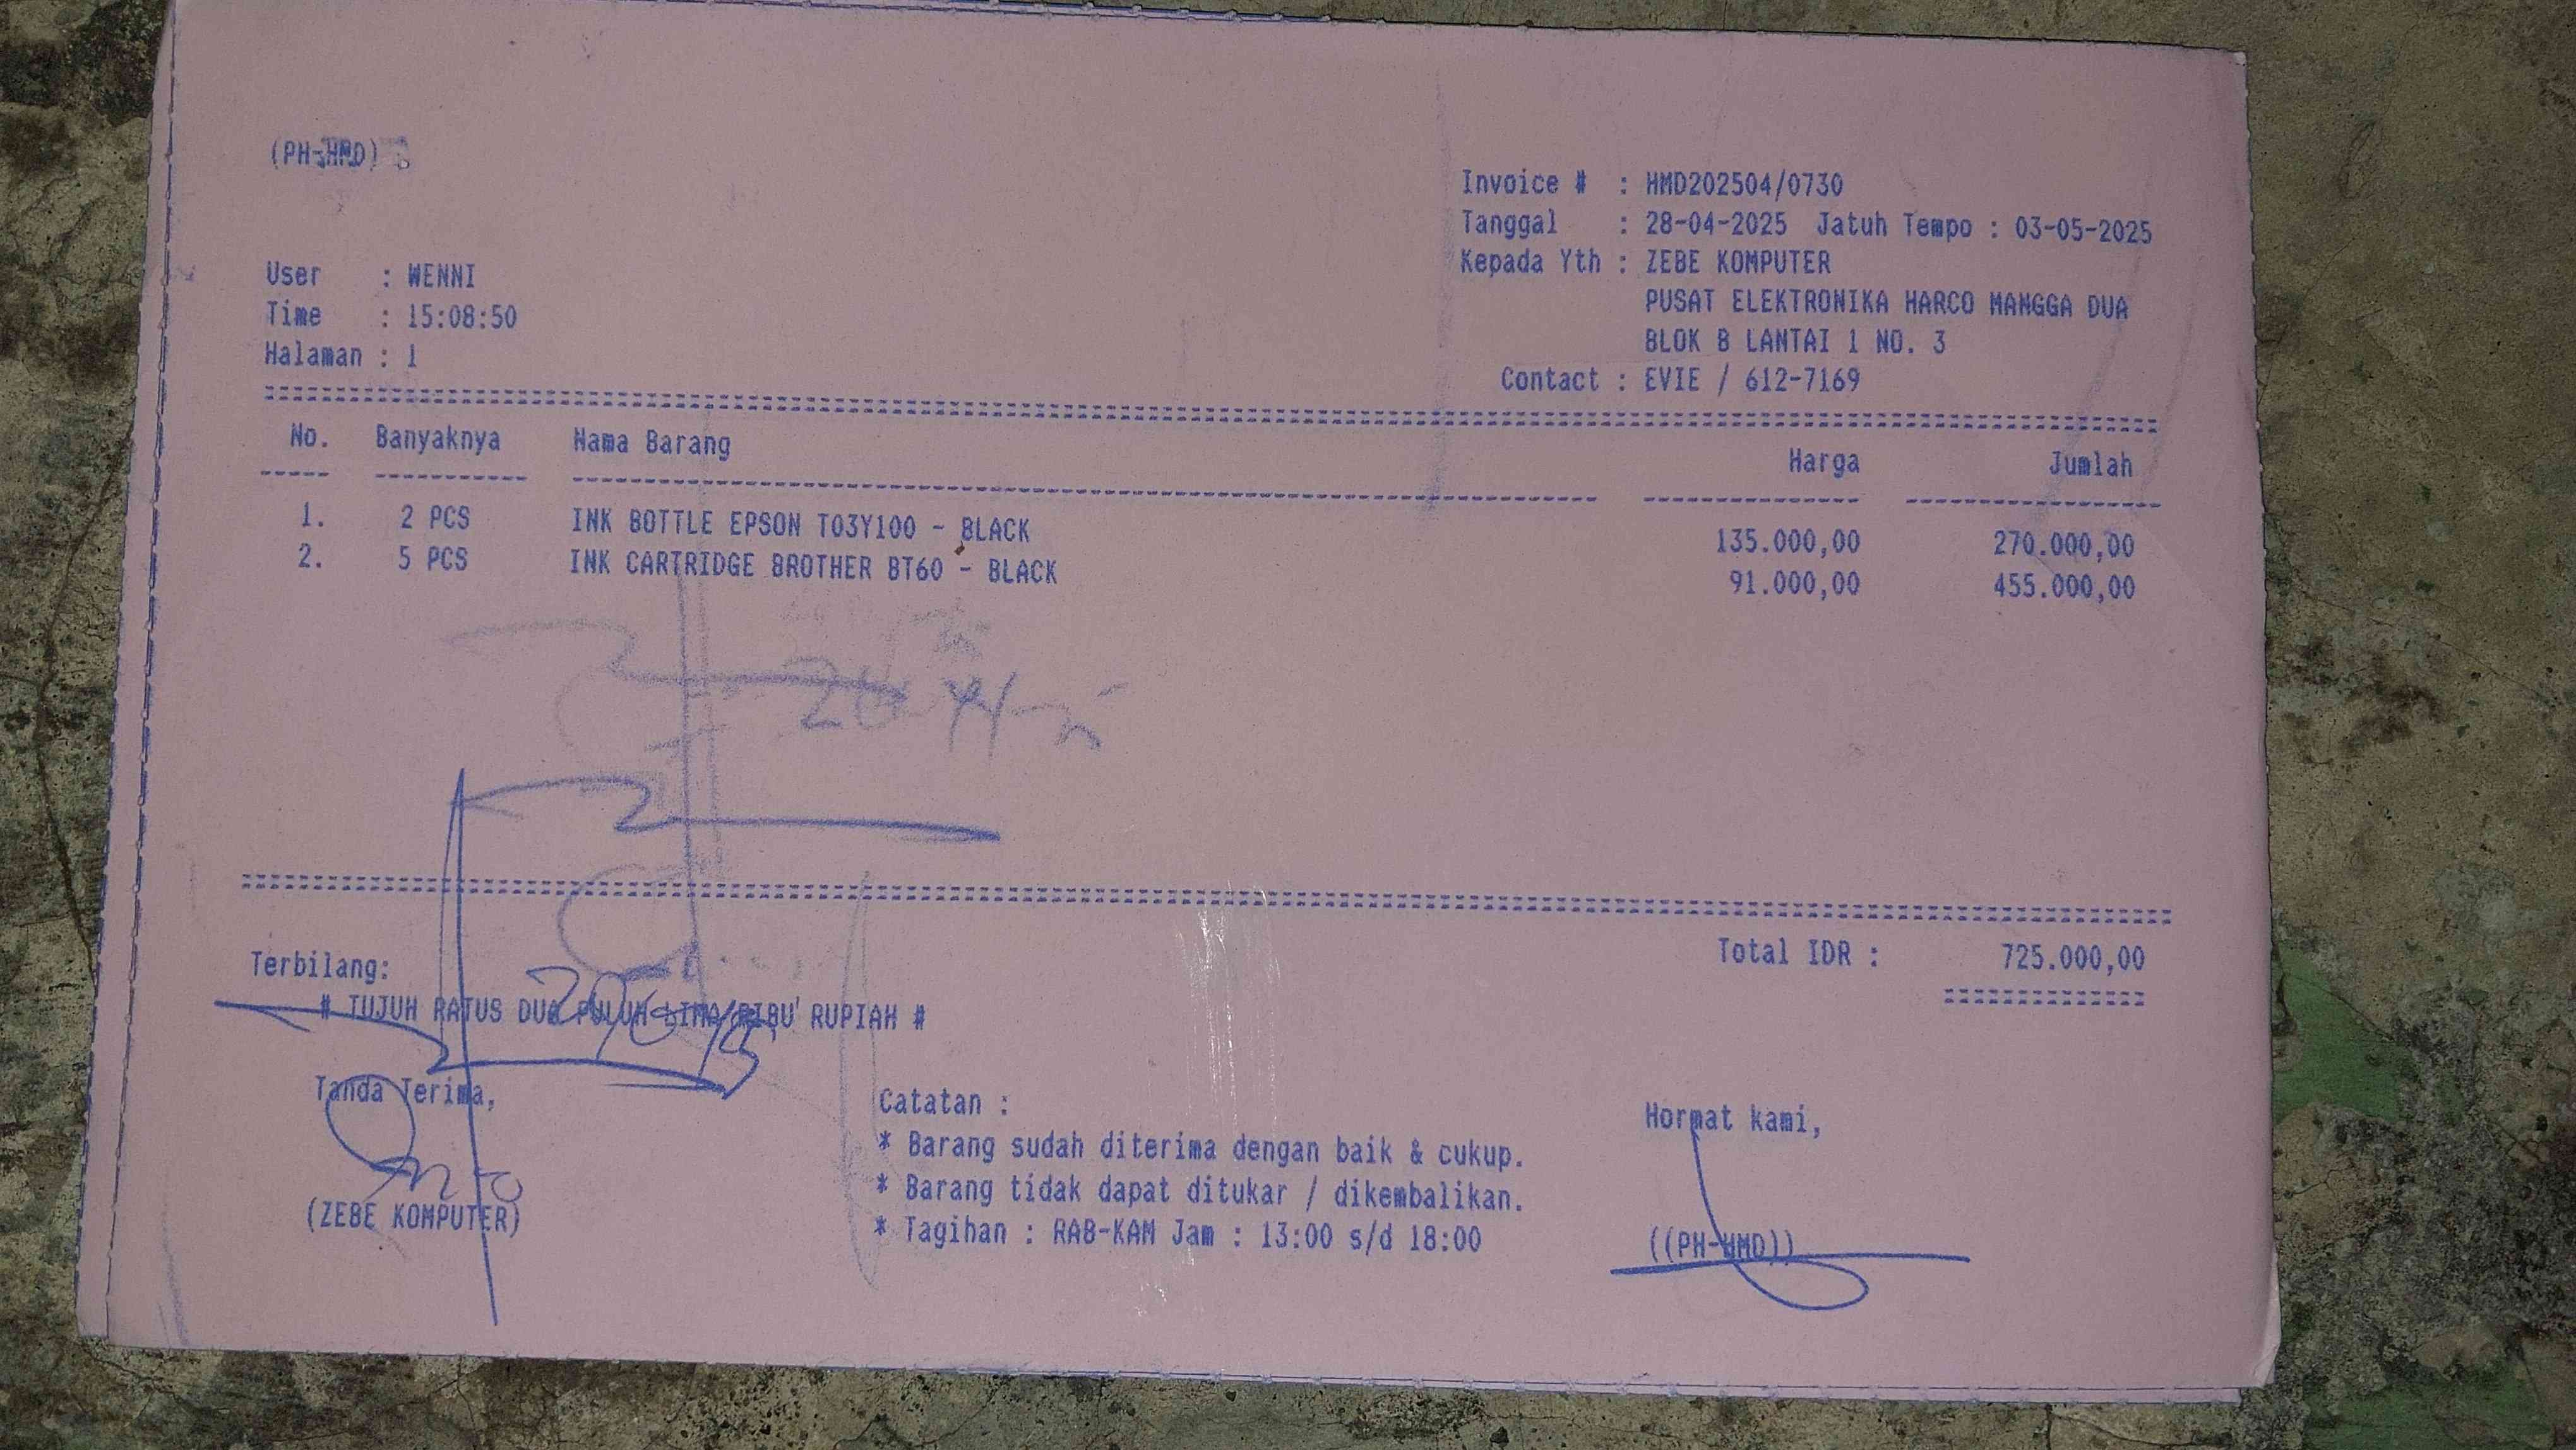 (PH-HMD)
Invoice # : HMD202504/0730
Tanggal : 28-04-2025 Jatuh Tempo : 03-05-2025
Kepada Yth : ZEBE KOMPUTER
PUSAT ELEKTRONIKA HARCO MANGGA DUA
BLOK B LANTAI 1 NO. 3
Contact : EVIE / 612-7169
User : WENNI
Time : 15:08:50
Halaman : 1
No. Banyaknya Nama Barang Harga Jumlah
1. 2 PCS INK BOTTLE EPSON T03Y100 - BLACK 135.000,00 270.000,00
2. 5 PCS INK CARTRIDGE BROTHER BT60 - BLACK 91.000,00 455.000,00
Total IDR : 725.000,00
Terbilang:
# TUJUH RATUS DUA PULUH LIMA RIBU RUPIAH #
Tanda Terima,
(ZEBE KOMPUTER)
Catatan :
* Barang sudah diterima dengan baik & cukup.
* Barang tidak dapat ditukar / dikembalikan.
* Tagihan : RAB-KAM Jam : 13:00 s/d 18:00
Hormat kami,
((PH-HMD))